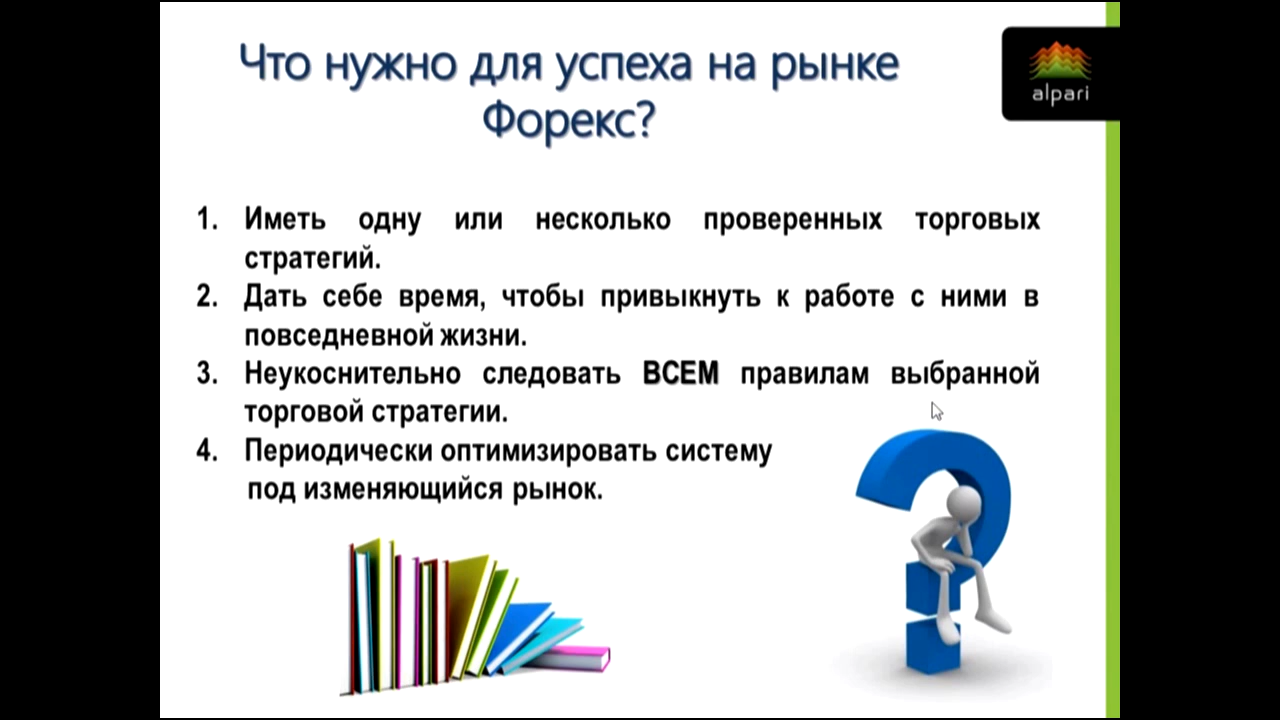 Что нужно для успеха на рынке
Форекс?
alpari
1. Иметь одну или несколько проверенных торговых
стратегий.
2. Дать себе время, чтобы привыкнуть к работе с ними в
повседневной жизни.
3. Неукоснительно следовать ВСЕМ правилам выбранной
торговой стратегии.
4. Периодически оптимизировать систему
под изменяющийся рынок.